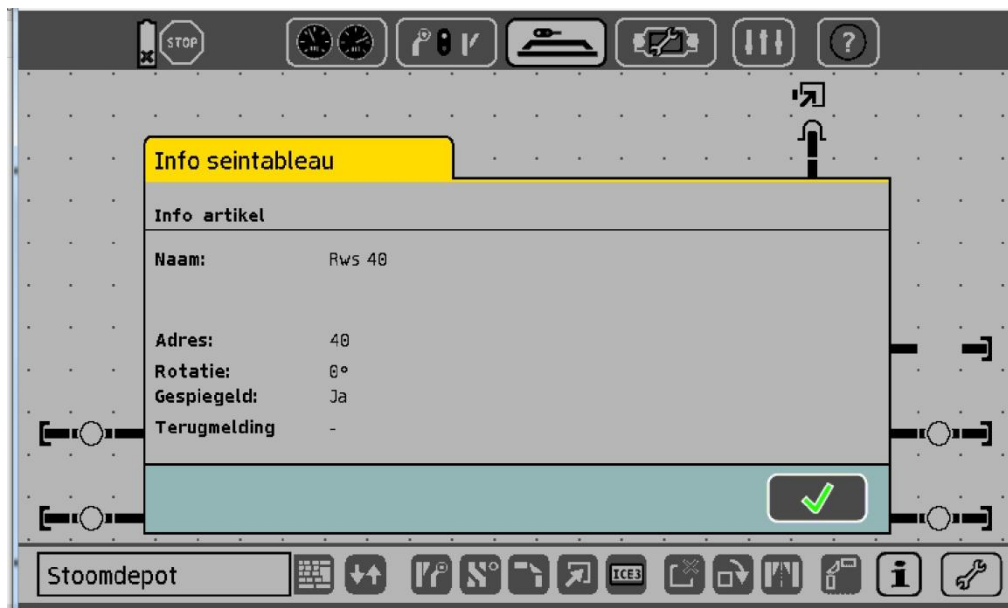 STOP
?
Info seintableau
Info artikel
Naam: Rws 40
Adres: 40
Rotatie: 0°
Gespiegeld: Ja
Terugmelding -
Stoomdepot
ICE3
i